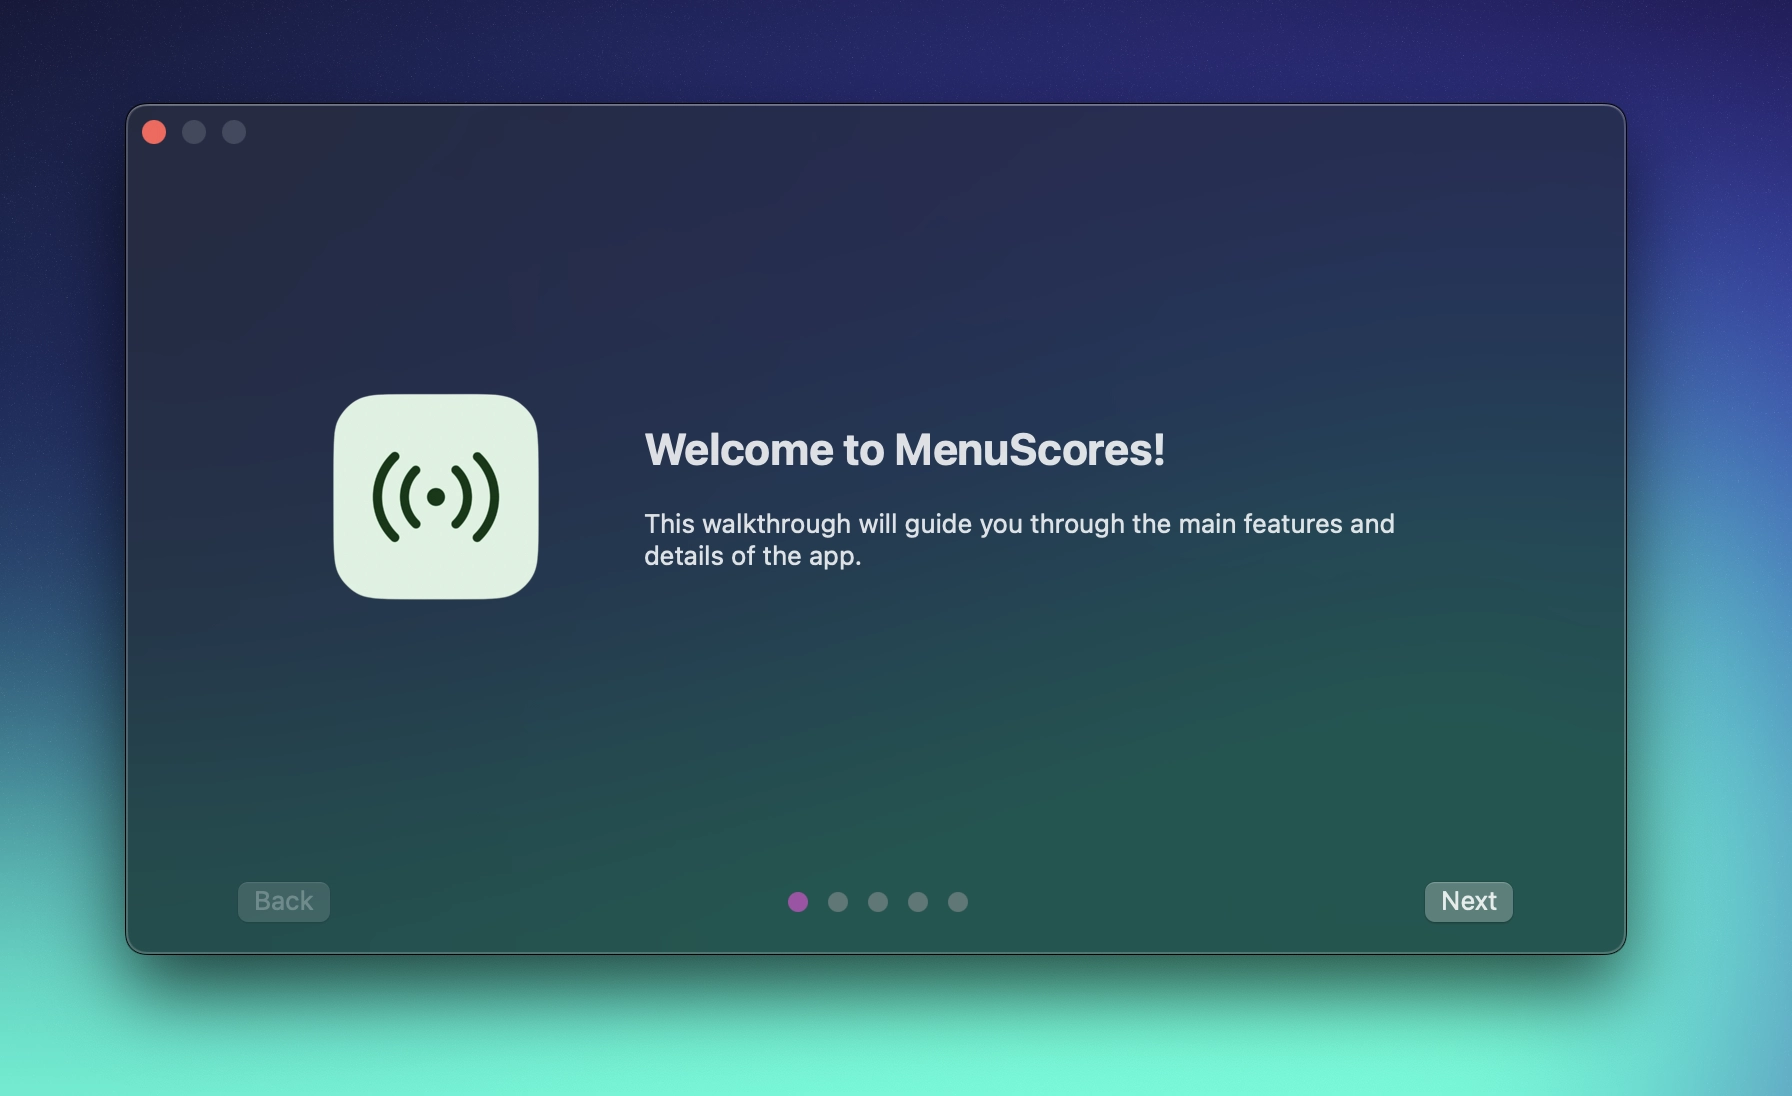 Welcome to MenuScores!
This walkthrough will guide you through the main features and
details of the app.
Back
Next